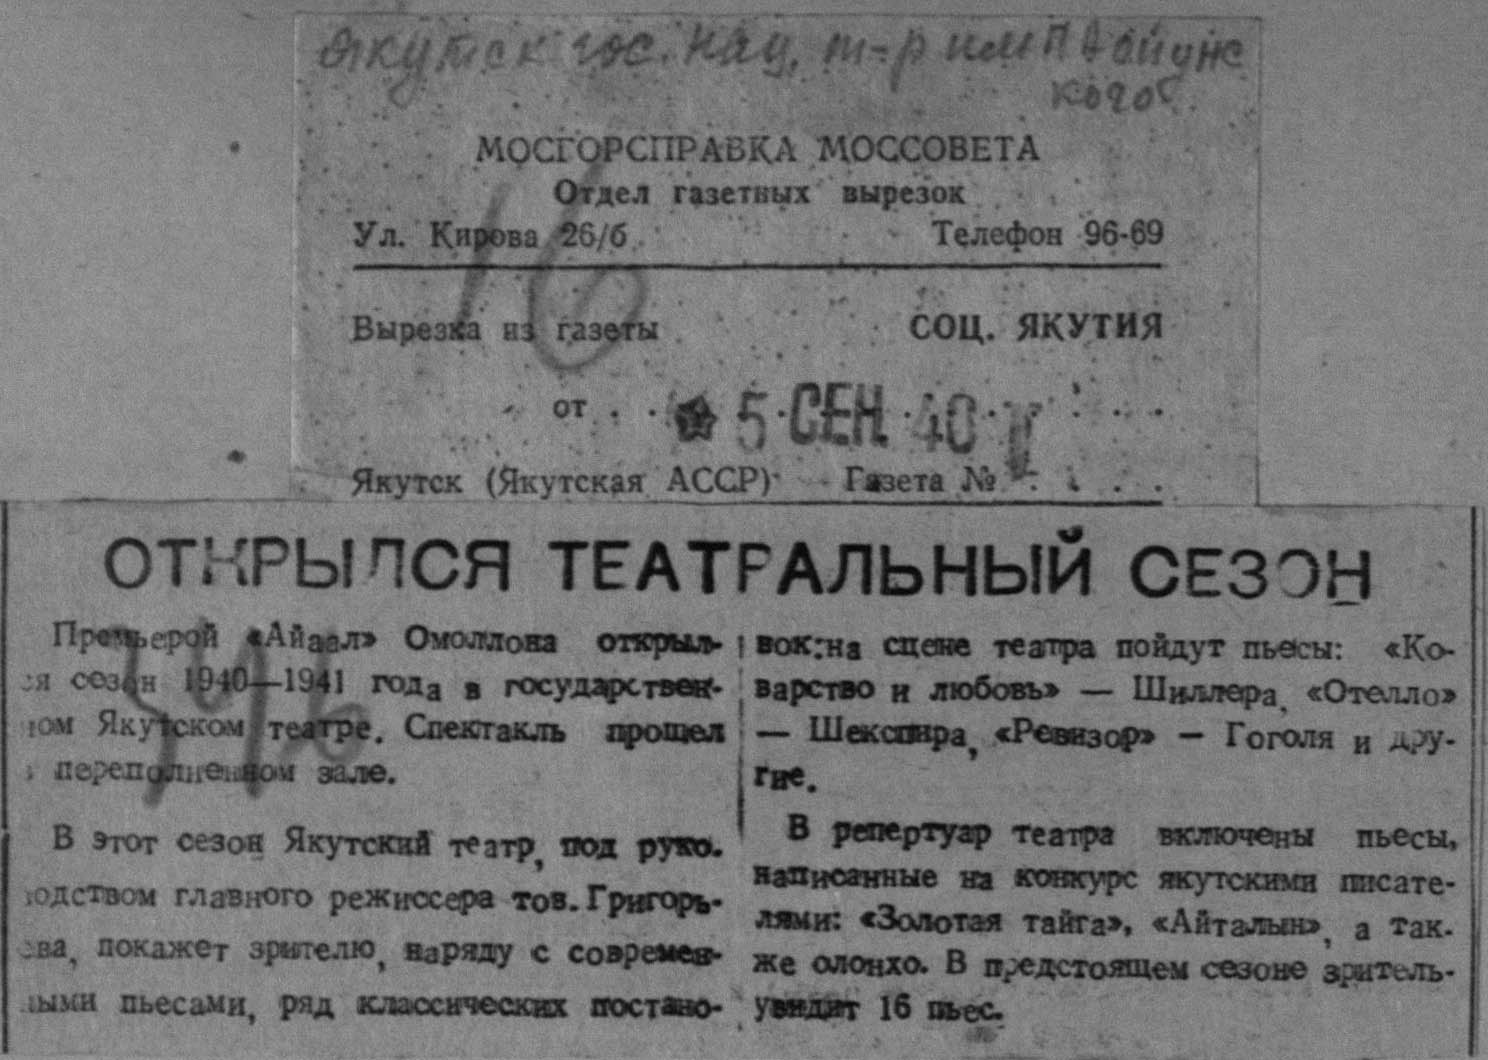 Якутск гос. нац. т-р им П Ойунс
кого
МОСГОРСПРАВКА МОССОВЕТА
Отдел газетных вырезок
Ул. Кирова 26/б Телефон 96-69
16
Вырезка из газеты СОЦ. ЯКУТИЯ
от 5 СЕН. 40
Якутск (Якутская АССР) Газета №
ОТКРЫЛСЯ ТЕАТРАЛЬНЫЙ СЕЗОН
Премьерой «Айаал» Омоллона открыл-
ся сезон 1940—1941 года в государствен-
ном Якутском театре. Спектакль прошел
в переполненном зале.
В этот сезон Якутский театр, под руко-
водством главного режиссера тов. Григорь-
ева, покажет зрителю, наряду с современ-
ными пьесами, ряд классических постано-
вок: на сцене театра пойдут пьесы: «Ко-
варство и любовь» — Шиллера, «Отелло»
— Шекспира, «Ревизор» — Гоголя и дру-
гие.
В репертуар театра включены пьесы,
написанные на конкурс якутскими писате-
лями: «Золотая тайга», «Айталын», а так-
же олонхо. В предстоящем сезоне зритель
увидит 16 пьес.